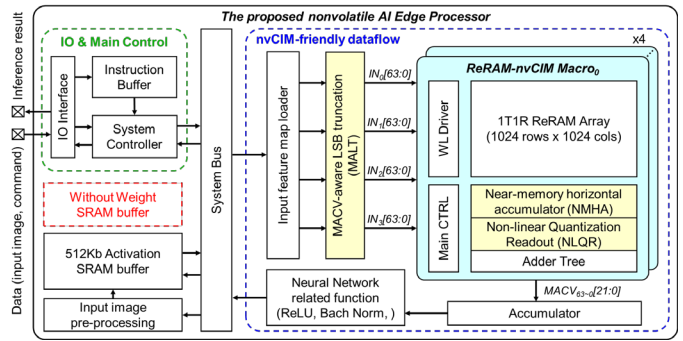 The proposed nonvolatile AI Edge Processor
IO & Main Control
nvCIM-friendly dataflow
x4
Inference result
Data (input image, command)
IO Interface
Instruction
Buffer
System
Controller
Without Weight
SRAM buffer
512Kb Activation
SRAM buffer
Input image
pre-processing
System Bus
Input feature map loader
MACV-aware LSB truncation
(MALT)
IN0[63:0]
IN1[63:0]
IN2[63:0]
IN3[63:0]
ReRAM-nvCIM Macro0
WL Driver
1T1R ReRAM Array
(1024 rows x 1024 cols)
Main CTRL
Near-memory horizontal
accumulator (NMHA)
Non-linear Quantization
Readout (NLQR)
Adder Tree
Neural Network
related function
(ReLU, Bach Norm, )
MACV63~0[21:0]
Accumulator